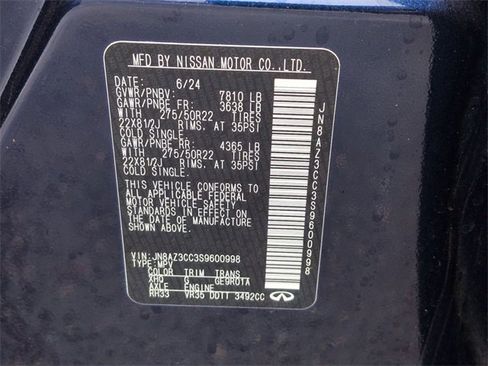 MFD BY NISSAN MOTOR CO.,LTD.
DATE: 6/24
GVWR/PNBV: 7810 LB
GAWR/PNBE FR: 3638 LB
WITH 275/50R22 TIRES
22X81/2J RIMS, AT 35PSI
COLD SINGLE.
GAWR/PNBE RR: 4365 LB
WITH 275/50R22 TIRES
22X81/2J RIMS, AT 35PSI
COLD SINGLE.
THIS VEHICLE CONFORMS TO
ALL APPLICABLE FEDERAL
MOTOR VEHICLE SAFETY
STANDARDS IN EFFECT ON
THE DATE OF MANUFACTURE
SHOWN ABOVE.
VIN: JN8AZ3CC3S9600998
TYPE: MPV
COLOR TRIM TRANS
XHQ G GE9R01A
AXLE ENGINE
RH33 VR35 DDTT 3492CC
JN8AZ3CC3S9600998